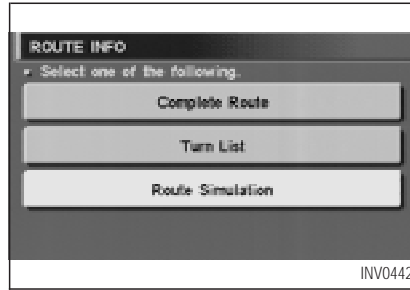 ROUTE INFO
Select one of the following.
Complete Route
Turn List
Route Simulation
INV0442